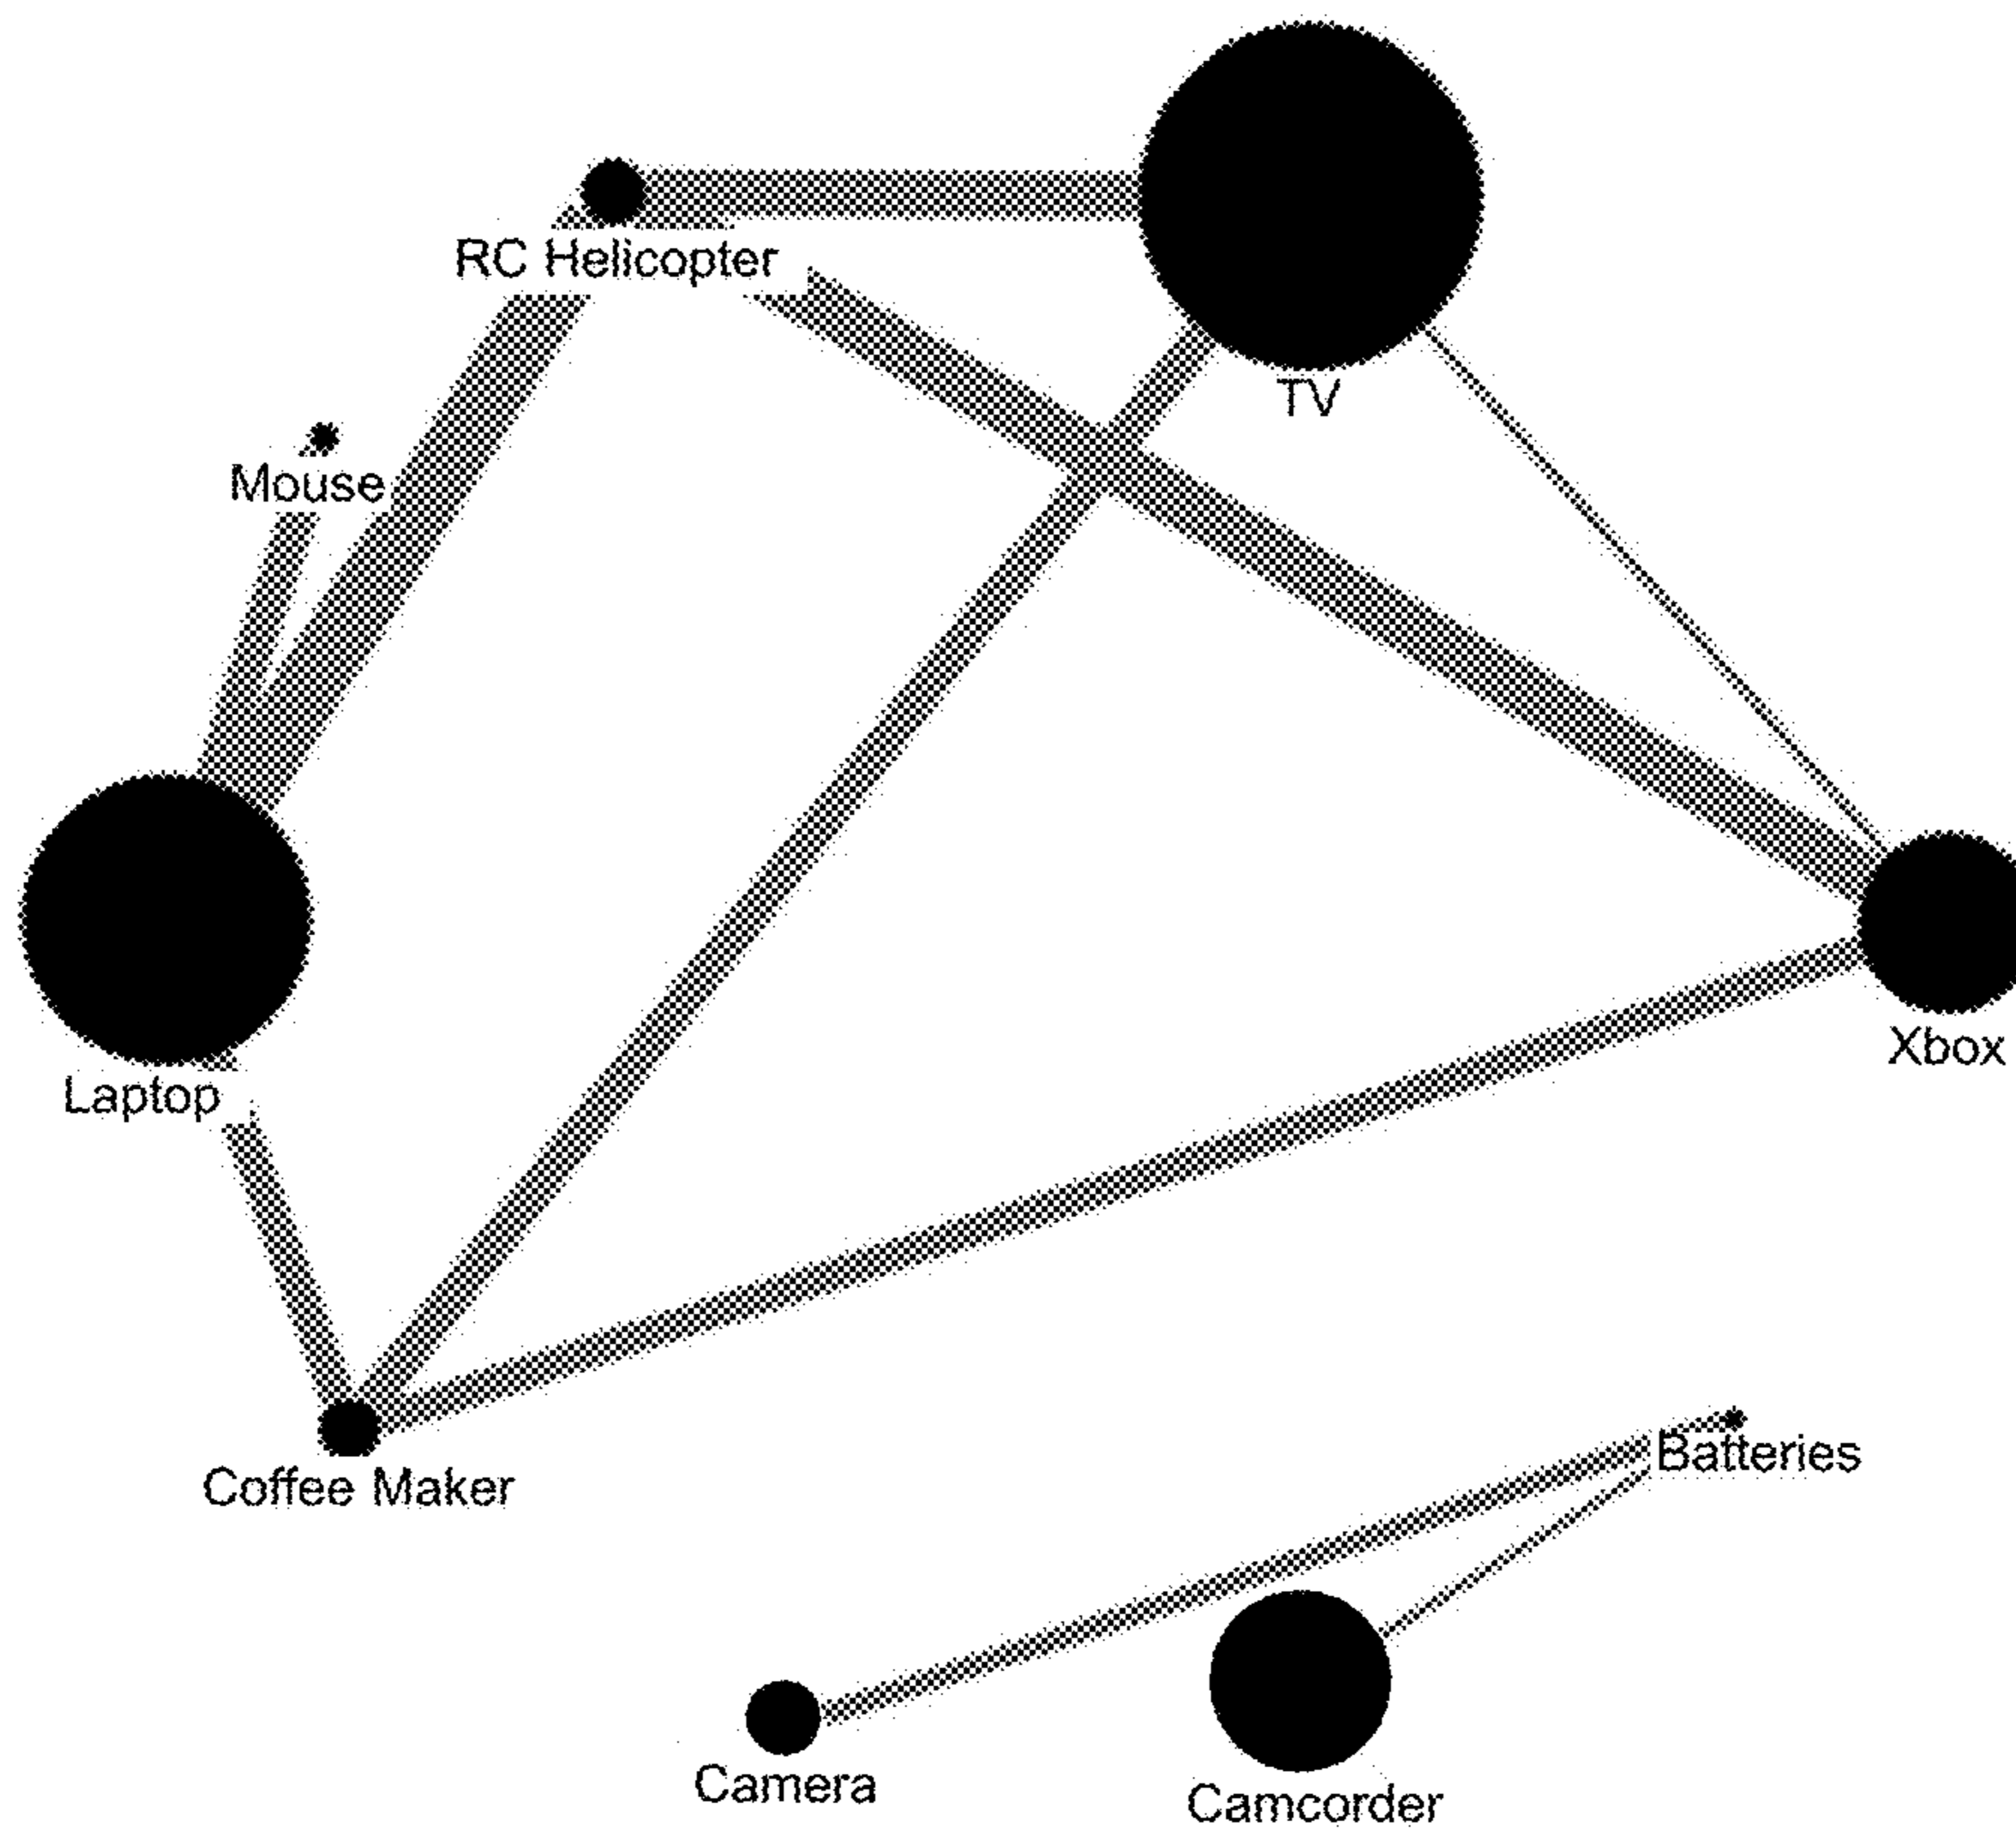 RC Helicopter
TV
Mouse
Xbox
Laptop
Batteries
Coffee Maker
Camera
Camcorder